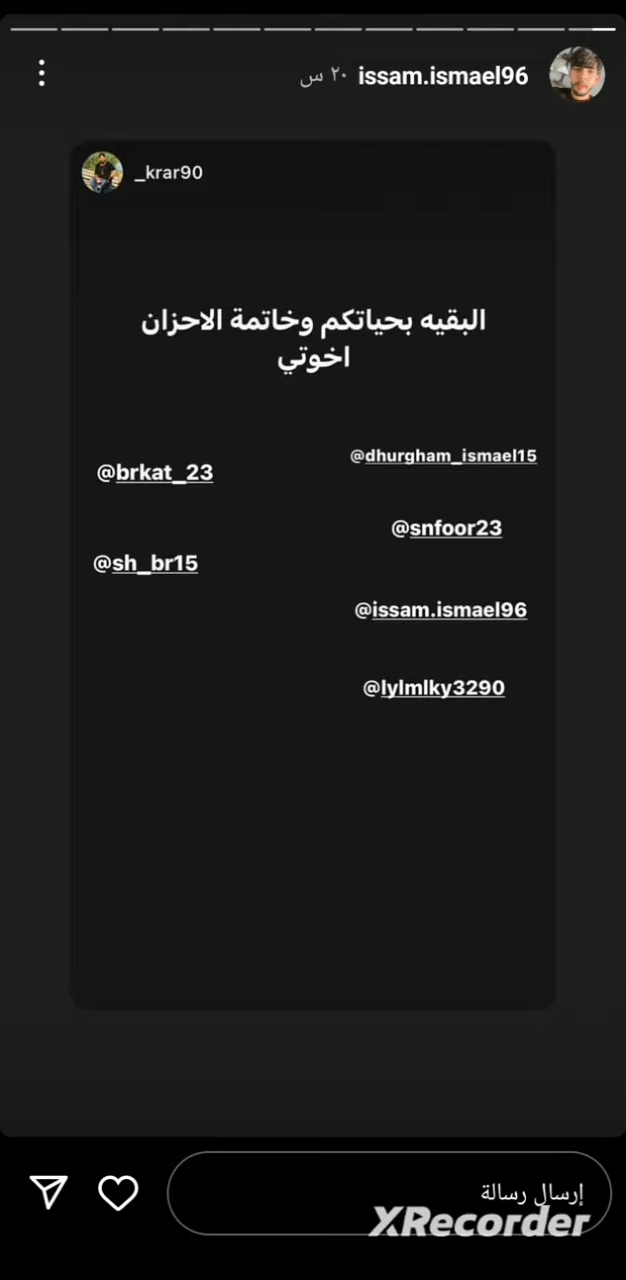 issam.ismael96 ٢٠ س
_krar90
البقيه بحياتكم وخاتمة الاحزان
اخوتي
@dhurgham_ismael15
@brkat_23
@snfoor23
@sh_br15
@issam.ismael96
@lylmlky3290
إرسال رسالة
XRecorder